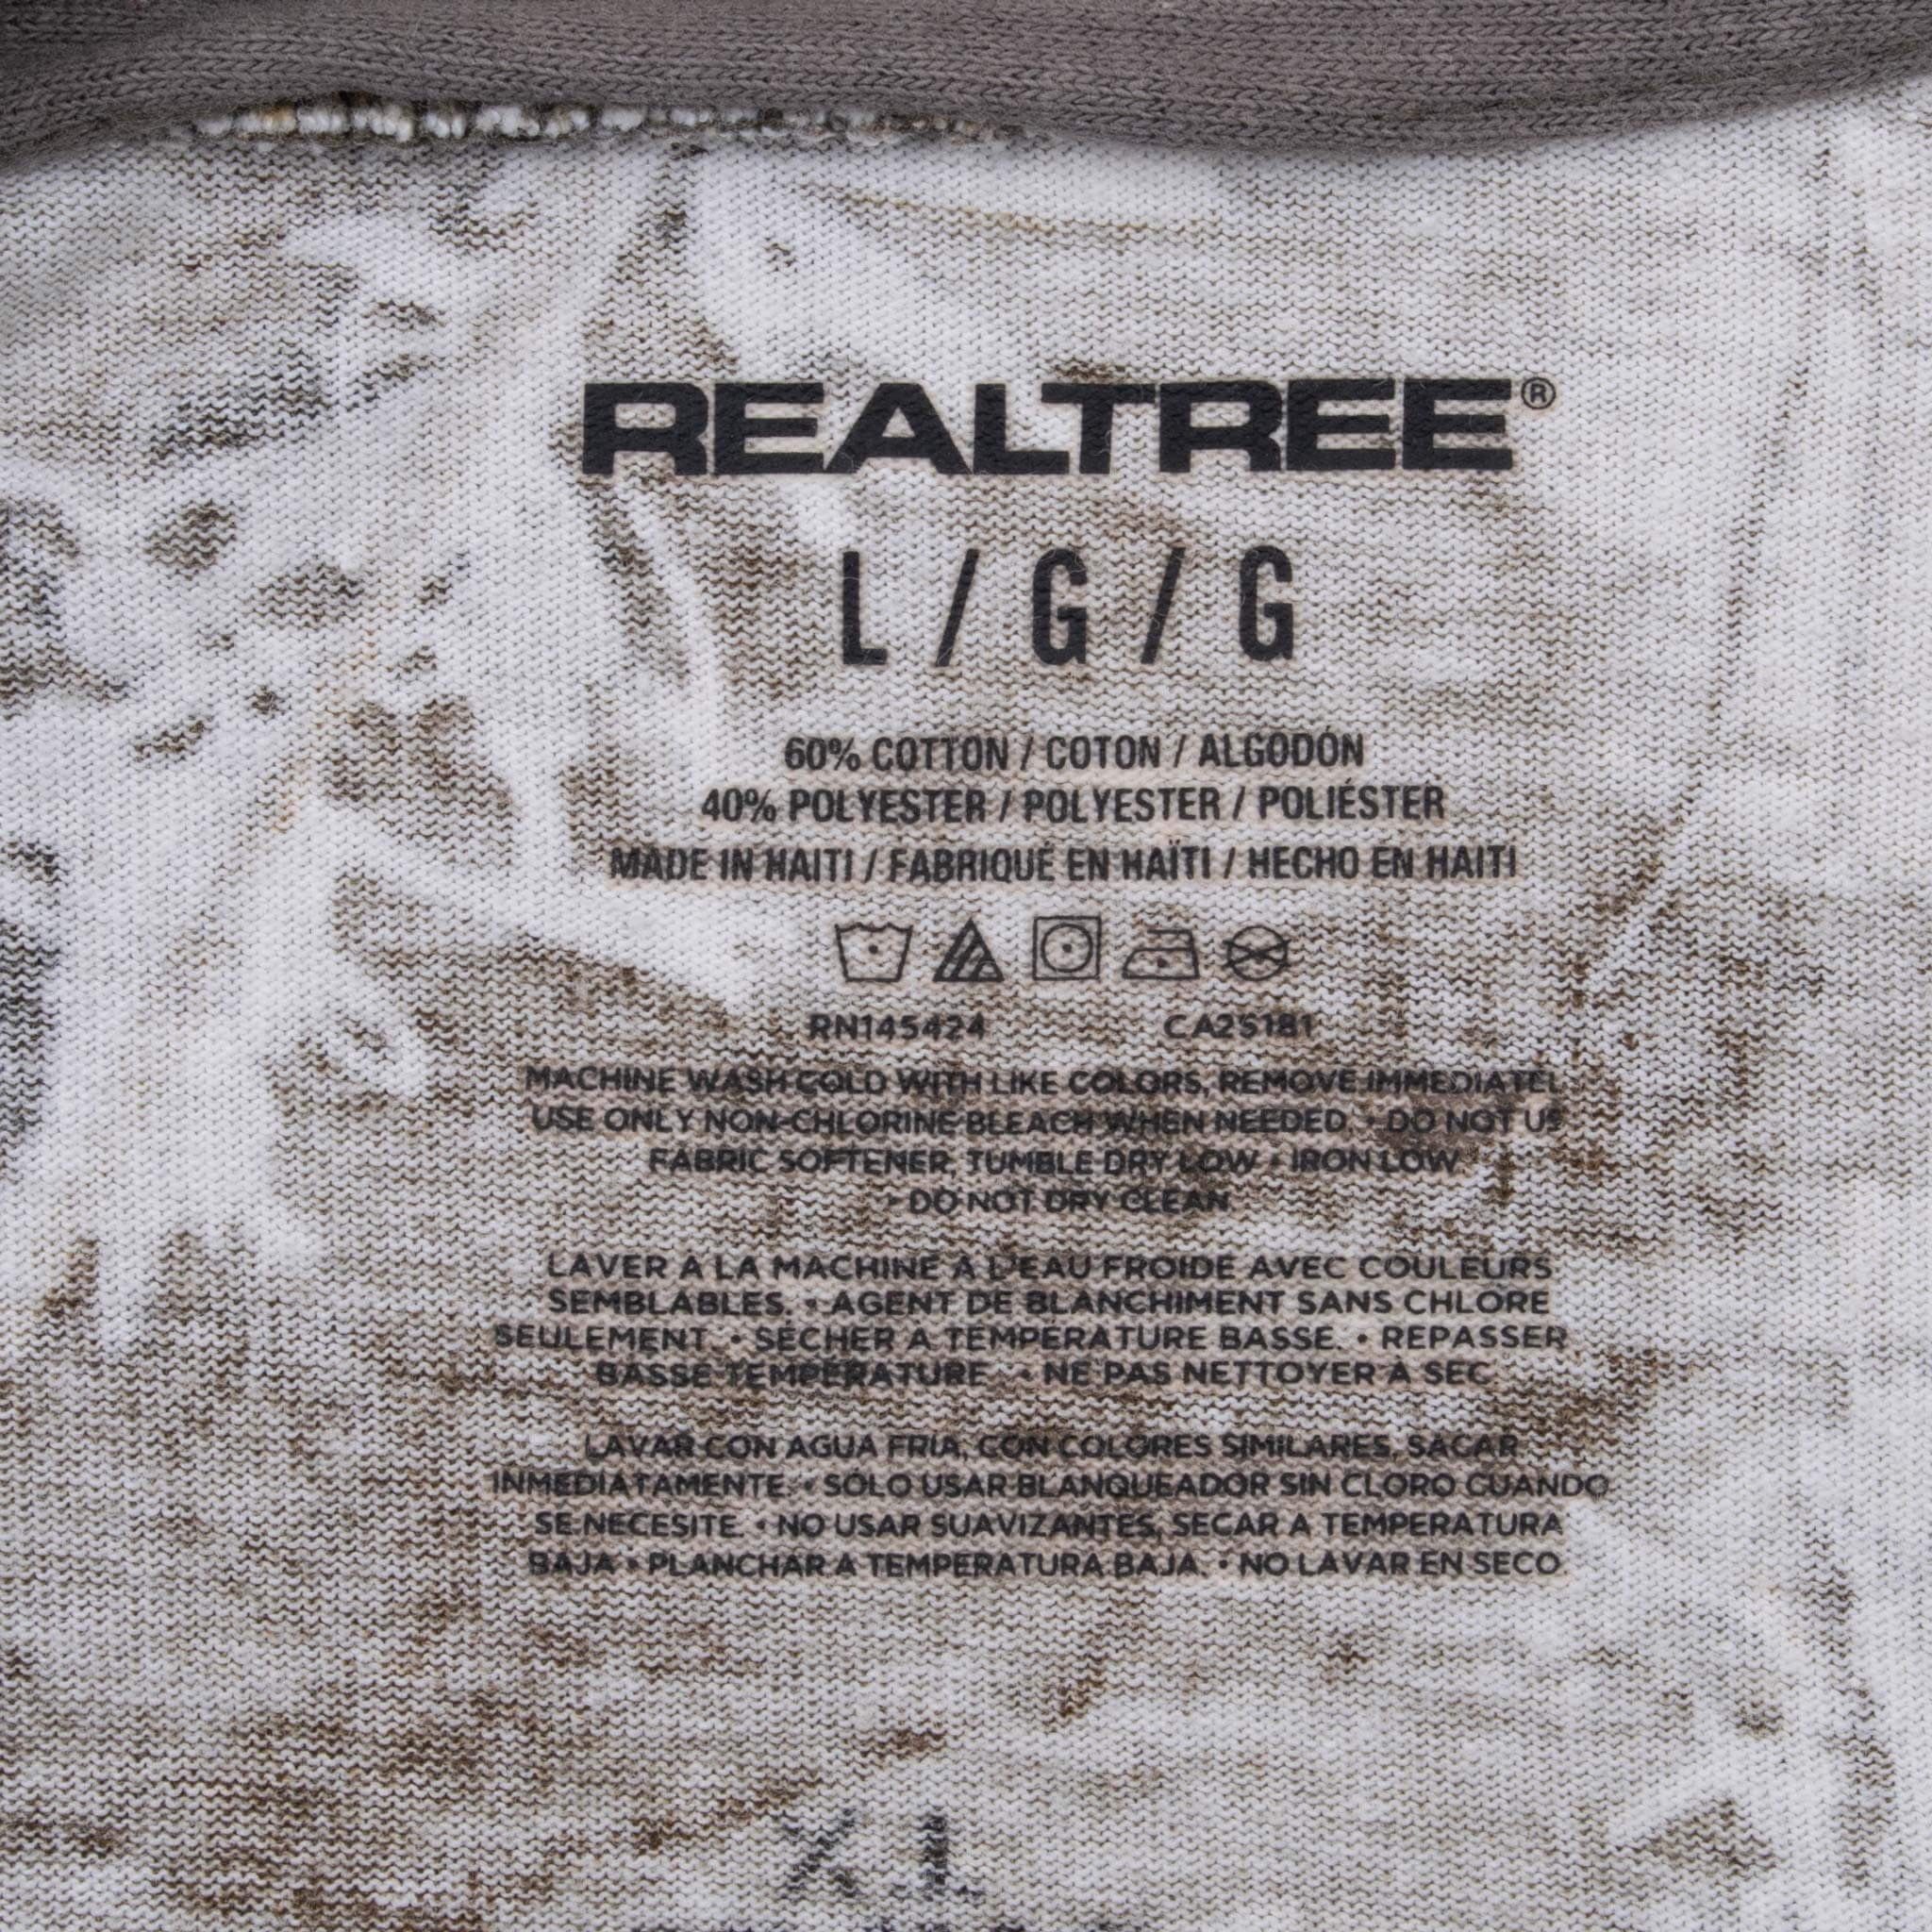 REALTREE®
L / G / G
60% COTTON / COTON / ALGODÓN
40% POLYESTER / POLYESTER / POLIÉSTER
MADE IN HAITI / FABRIQUÉ EN HAÏTI / HECHO EN HAITI
RN145424 CA25181
MACHINE WASH COLD WITH LIKE COLORS, REMOVE IMMEDIATEL
USE ONLY NON-CHLORINE BLEACH WHEN NEEDED. • DO NOT US
FABRIC SOFTENER, TUMBLE DRY LOW • IRON LOW
• DO NOT DRY CLEAN
LAVER À LA MACHINE À L'EAU FROIDE AVEC COULEURS
SEMBLABLES. • AGENT DE BLANCHIMENT SANS CHLORE
SEULEMENT. • SÉCHER À TEMPÉRATURE BASSE. • REPASSER
BASSE TEMPÉRATURE • NE PAS NETTOYER À SEC
LAVAR CON AGUA FRÍA, CON COLORES SIMILARES, SACAR
INMEDIATAMENTE. • SÓLO USAR BLANQUEADOR SIN CLORO CUANDO
SE NECESITE. • NO USAR SUAVIZANTES, SECAR A TEMPERATURA
BAJA • PLANCHAR A TEMPERATURA BAJA. • NO LAVAR EN SECO
XL